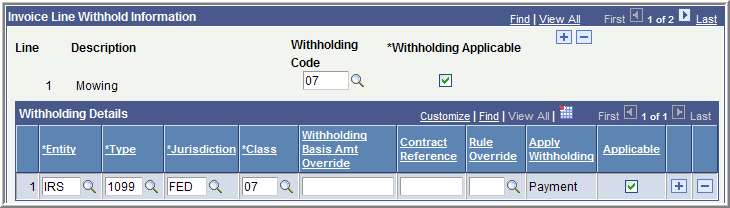 Invoice Line Withhold Information
Find | View All First 1 of 2 Last
Line Description Withholding Code *Withholding Applicable
1 Mowing 07
Withholding Details
Customize | Find | View All | First 1 of 1 Last
*Entity *Type *Jurisdiction *Class Withholding Basis Amt Override Contract Reference Rule Override Apply Withholding Applicable
1 IRS 1099 FED 07 Payment